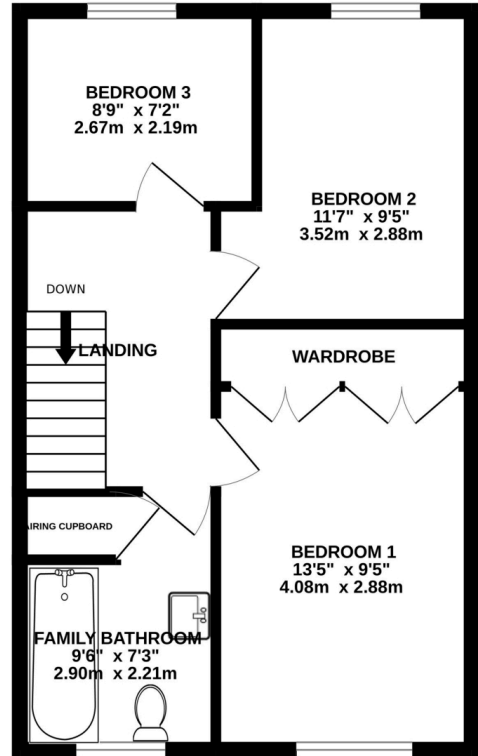 BEDROOM 3
8'9" x 7'2"
2.67m x 2.19m
BEDROOM 2
11'7" x 9'5"
3.52m x 2.88m
DOWN
LANDING
WARDROBE
AIRING CUPBOARD
BEDROOM 1
13'5" x 9'5"
4.08m x 2.88m
FAMILY BATHROOM
9'6" x 7'3"
2.90m x 2.21m